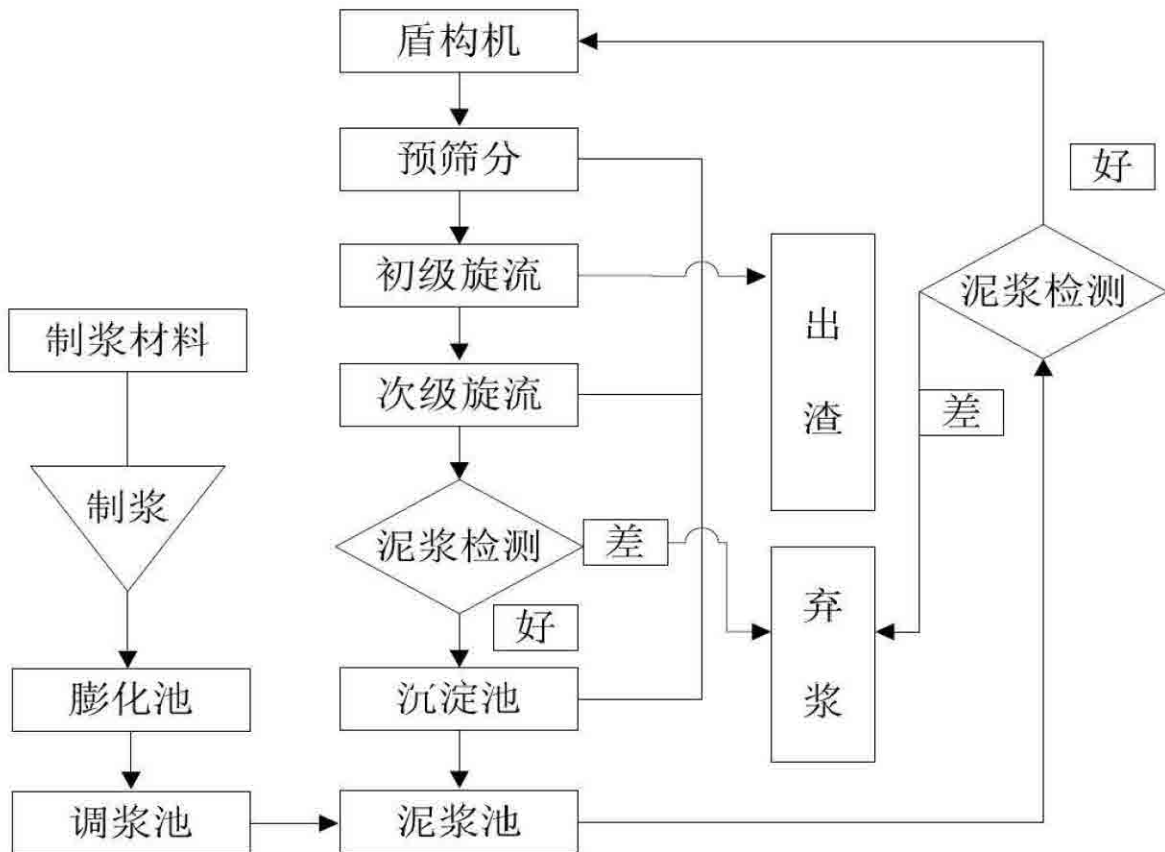 盾构机
预筛分
好
初级旋流
泥浆检测
出渣
制浆材料
次级旋流
差
制浆
泥浆检测
差
弃浆
好
膨化池
沉淀池
调浆池
泥浆池